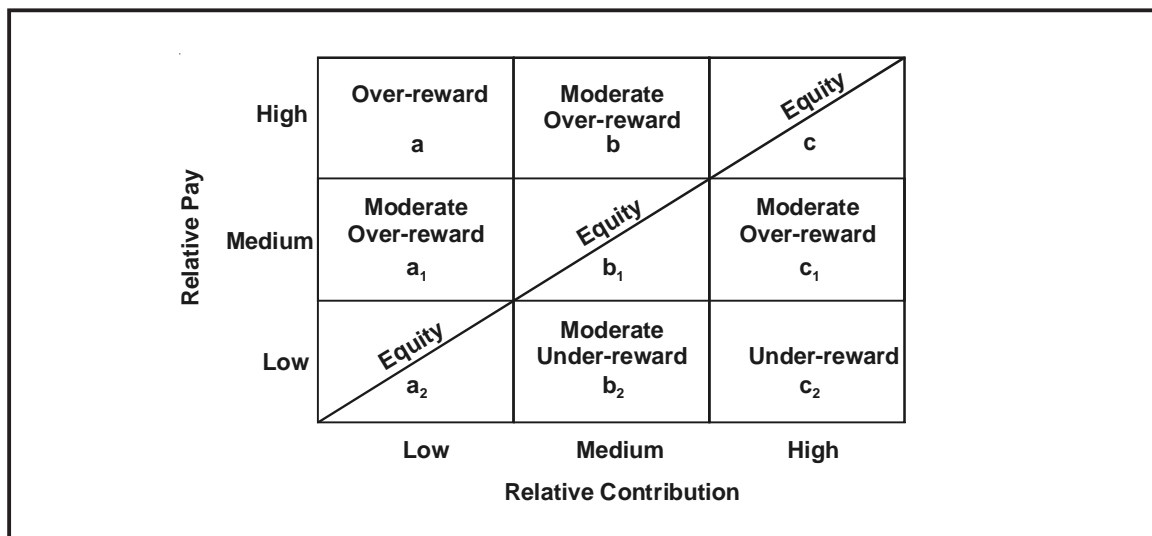 High
Over-reward
a
Moderate
Over-reward
b
Equity
c
Relative Pay
Medium
Moderate
Over-reward
a₁
Equity
b₁
Moderate
Over-reward
c₁
Low
Equity
a₂
Moderate
Under-reward
b₂
Under-reward
c₂
Low Medium High
Relative Contribution